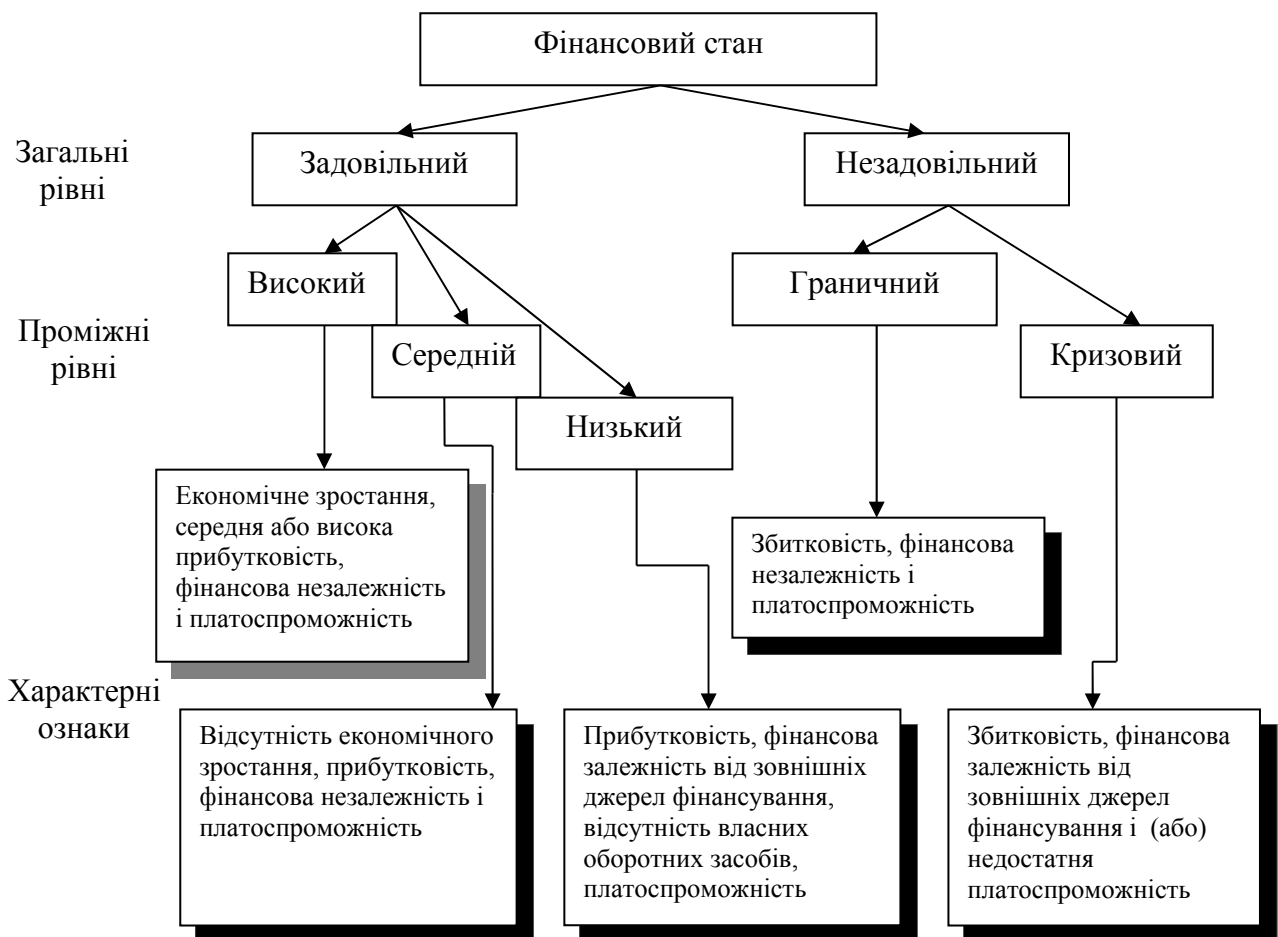 Фінансовий стан
Загальні
рівні
Задовільний
Незадовільний
Проміжні
рівні
Високий
Середній
Низький
Граничний
Кризовий
Характерні
ознаки
Економічне зростання,
середня або висока
прибутковість,
фінансова незалежність
і платоспроможність
Збитковість, фінансова
незалежність і
платоспроможність
Відсутність економічного
зростання, прибутковість,
фінансова незалежність і
платоспроможність
Прибутковість, фінансова
залежність від зовнішніх
джерел фінансування,
відсутність власних
оборотних засобів,
платоспроможність
Збитковість, фінансова
залежність від
зовнішніх джерел
фінансування і (або)
недостатня
платоспроможність